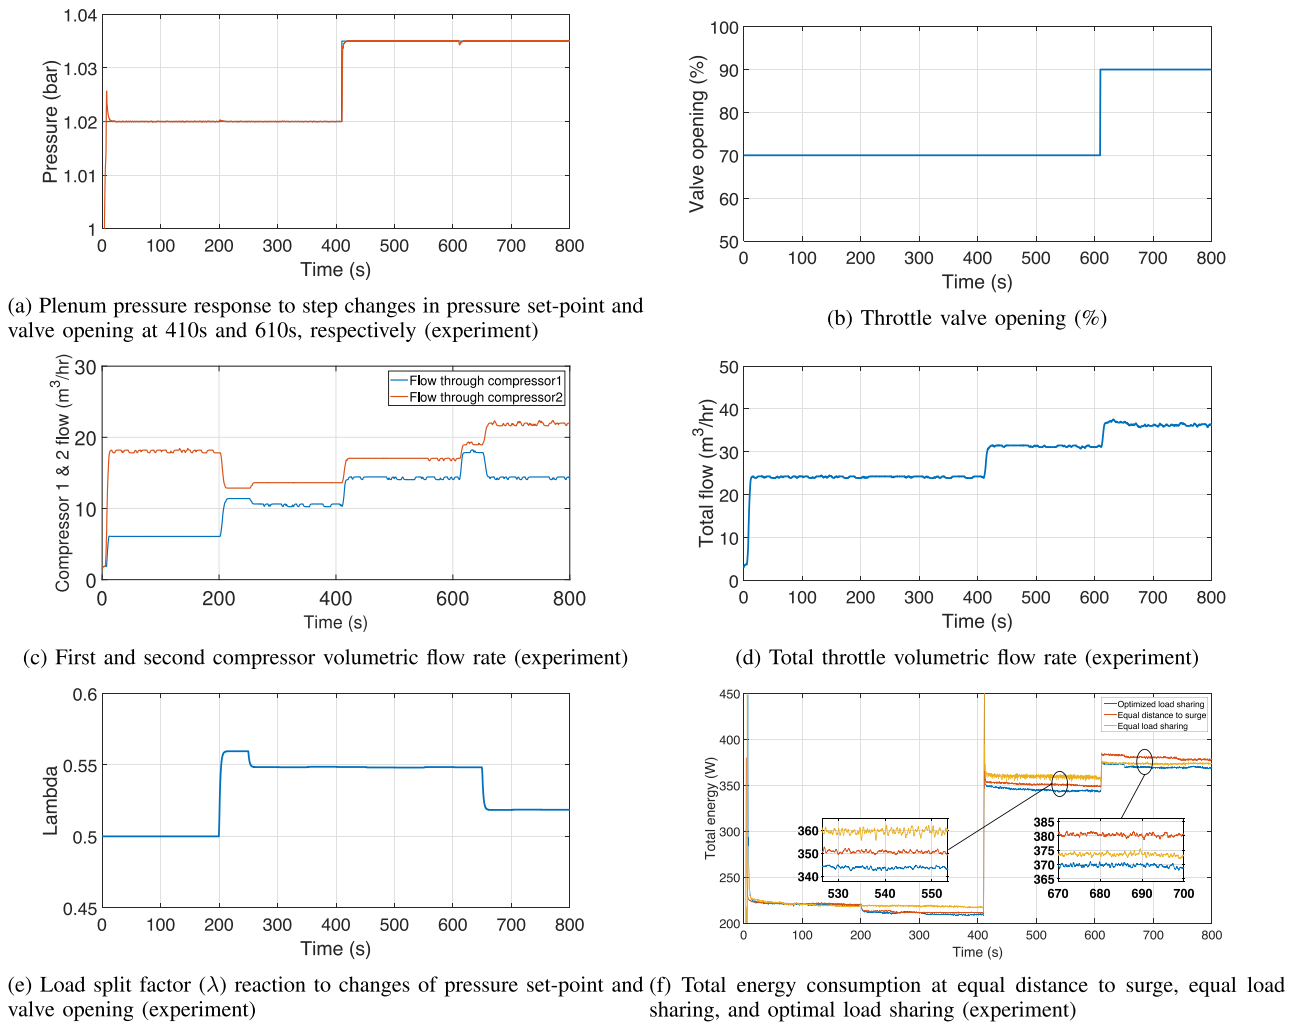 1.04
1.03
1.02
1.01
1
Pressure (bar)
0 100 200 300 400 500 600 700 800
Time (s)
(a) Plenum pressure response to step changes in pressure set-point and
valve opening at 410s and 610s, respectively (experiment)
100
90
80
70
60
50
Valve opening (%)
0 100 200 300 400 500 600 700 800
Time (s)
(b) Throttle valve opening (%)
30
20
10
0
Compressor 1 & 2 flow (m³/hr)
Flow through compressor1
Flow through compressor2
0 200 400 600 800
Time (s)
(c) First and second compressor volumetric flow rate (experiment)
50
40
30
20
10
0
Total flow (m³/hr)
0 100 200 300 400 500 600 700 800
Time (s)
(d) Total throttle volumetric flow rate (experiment)
0.6
0.55
0.5
0.45
Lambda
0 100 200 300 400 500 600 700 800
Time (s)
(e) Load split factor (λ) reaction to changes of pressure set-point and
valve opening (experiment)
450
400
350
300
250
200
Total energy (W)
Optimized load sharing
Equal distance to surge
Equal load sharing
360
350
340
530 540 550
385
380
375
370
365
670 680 690 700
0 100 200 300 400 500 600 700 800
Time (s)
(f) Total energy consumption at equal distance to surge, equal load
sharing, and optimal load sharing (experiment)